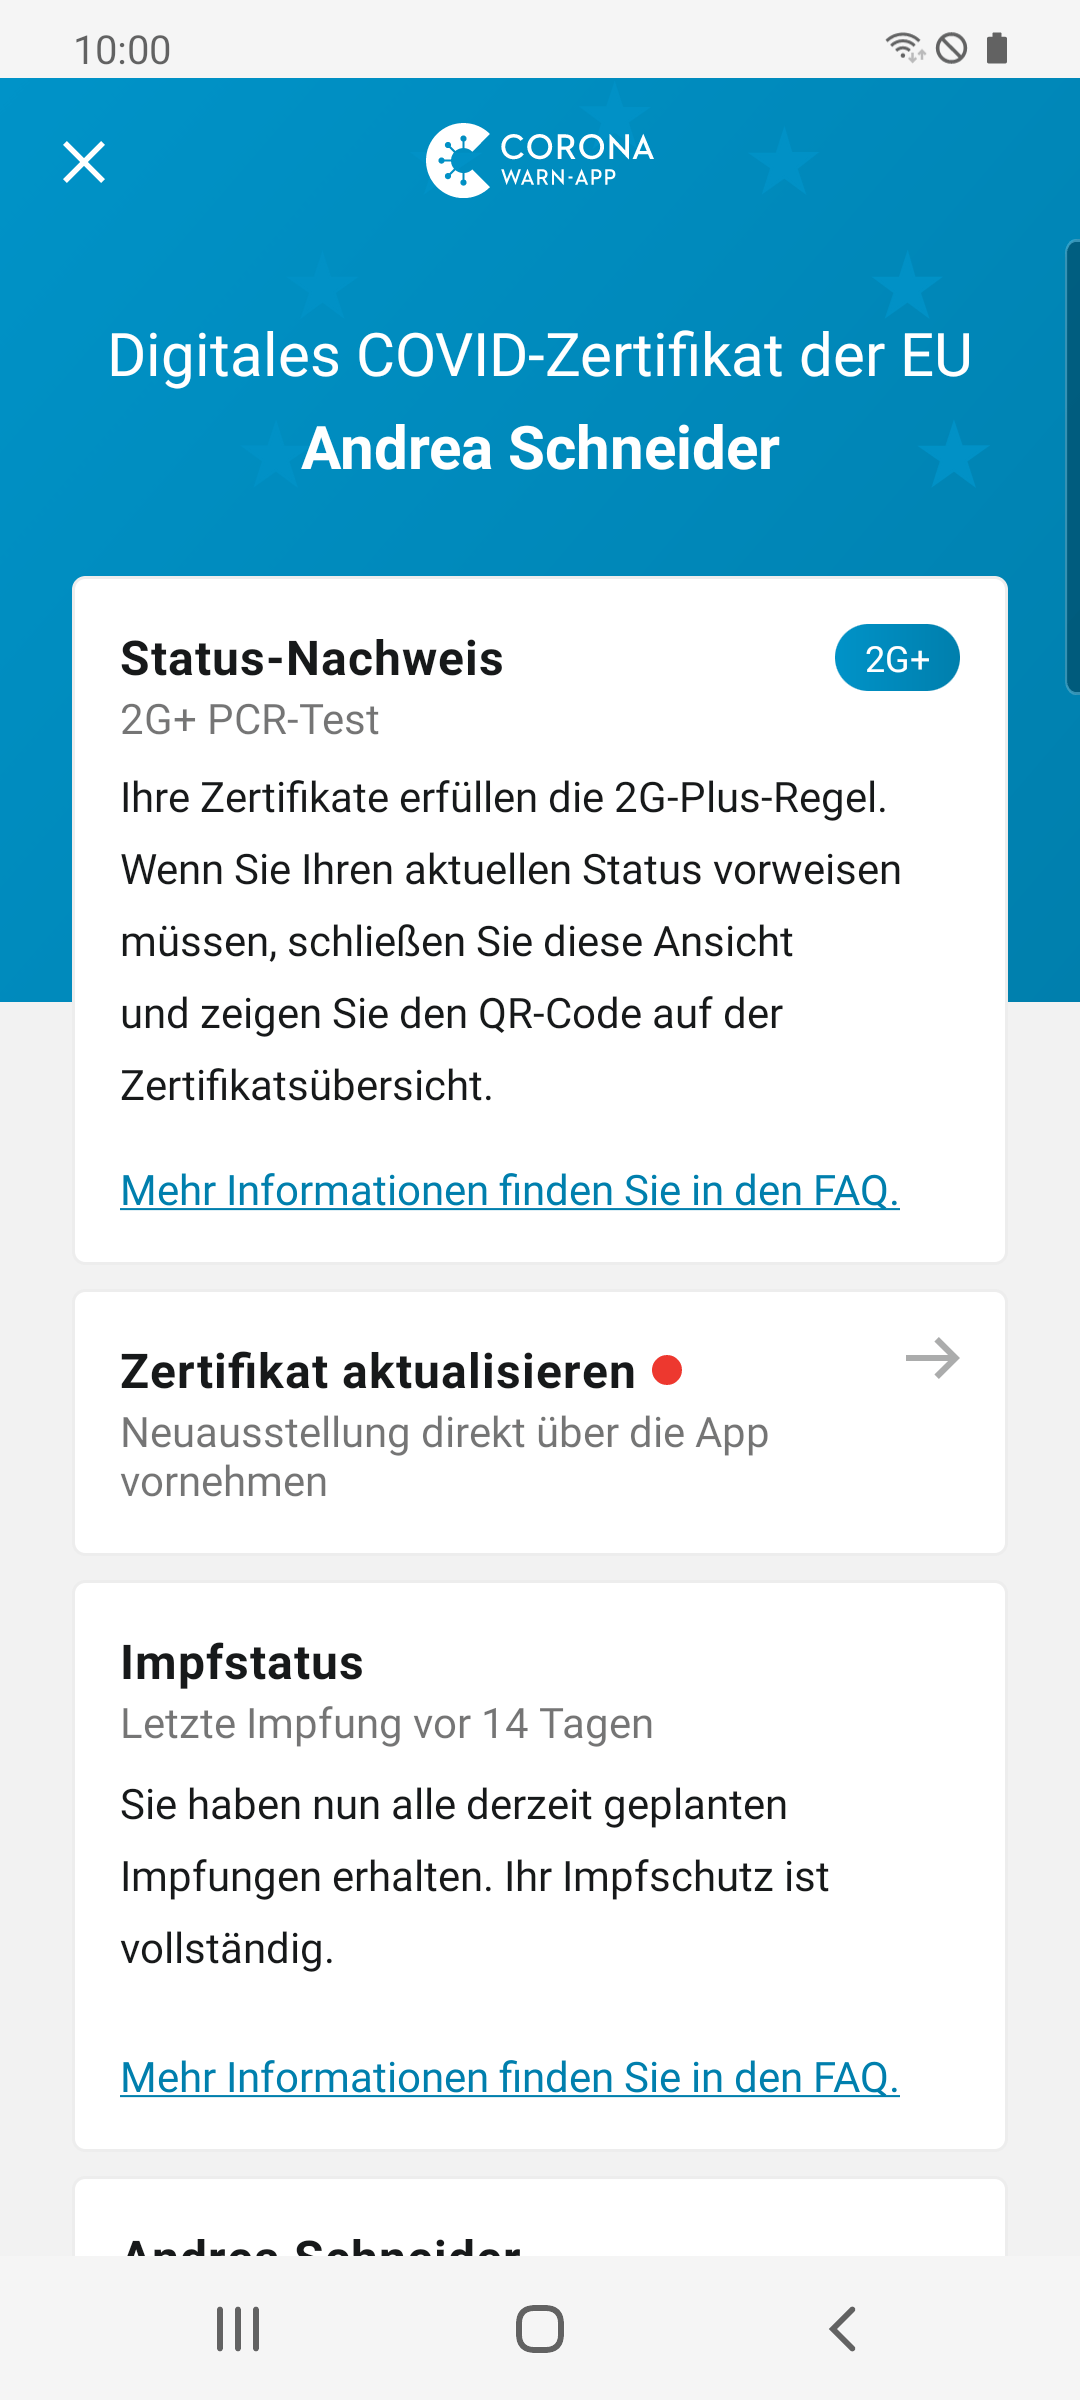 10:00
CORONA
WARN-APP
Digitales COVID-Zertifikat der EU
Andrea Schneider
Status-Nachweis
2G+
2G+ PCR-Test
Ihre Zertifikate erfüllen die 2G-Plus-Regel.
Wenn Sie Ihren aktuellen Status vorweisen
müssen, schließen Sie diese Ansicht
und zeigen Sie den QR-Code auf der
Zertifikatsübersicht.
Mehr Informationen finden Sie in den FAQ.
Zertifikat aktualisieren
Neuausstellung direkt über die App
vornehmen
Impfstatus
Letzte Impfung vor 14 Tagen
Sie haben nun alle derzeit geplanten
Impfungen erhalten. Ihr Impfschutz ist
vollständig.
Mehr Informationen finden Sie in den FAQ.
Andrea Schneider